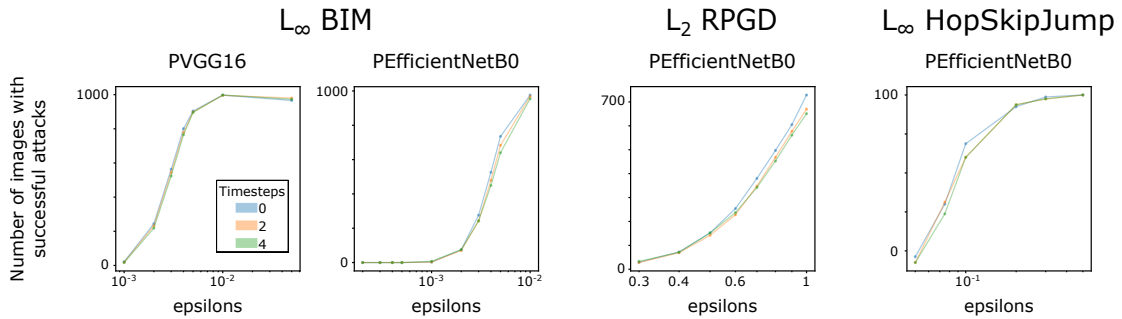 L∞ BIM
L₂ RPGD
L∞ HopSkipJump
PVGG16
PEfficientNetB0
PEfficientNetB0
PEfficientNetB0
Number of images with
successful attacks
1000
0
10⁻³
10⁻²
epsilons
Timesteps
0
2
4
1000
0
10⁻³
10⁻²
epsilons
700
0
0.3
0.4
0.6
1
epsilons
100
0
10⁻¹
epsilons